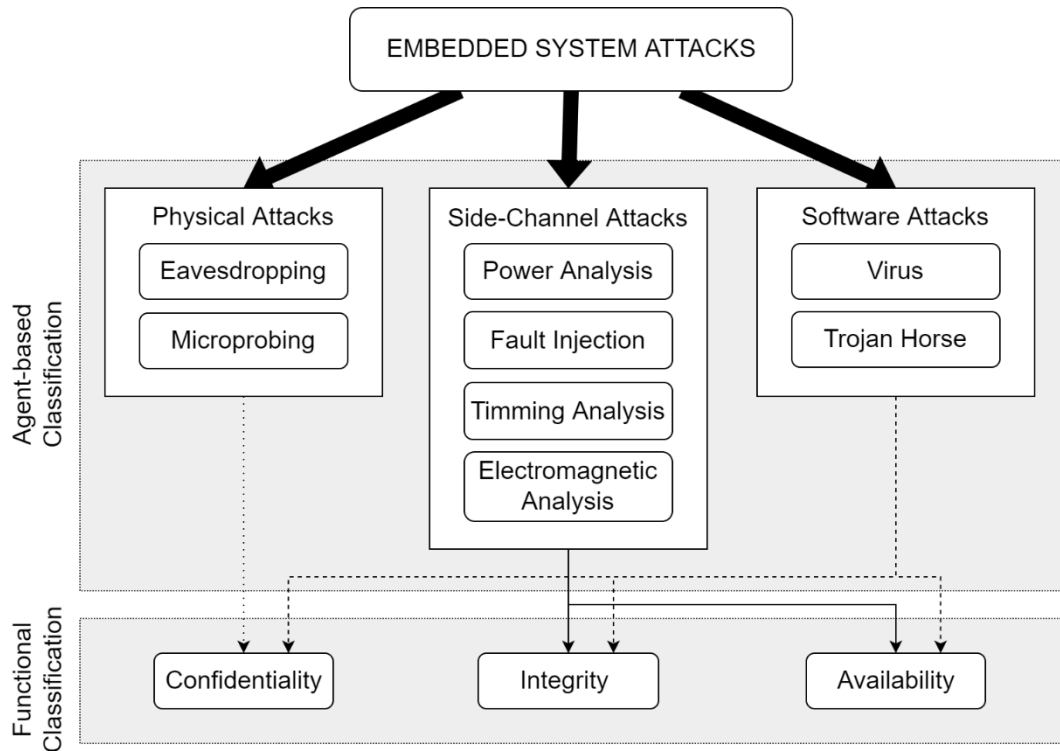 EMBEDDED SYSTEM ATTACKS
Agent-based
Classification
Physical Attacks
Eavesdropping
Microprobing
Side-Channel Attacks
Power Analysis
Fault Injection
Timming Analysis
Electromagnetic
Analysis
Software Attacks
Virus
Trojan Horse
Functional
Classification
Confidentiality
Integrity
Availability